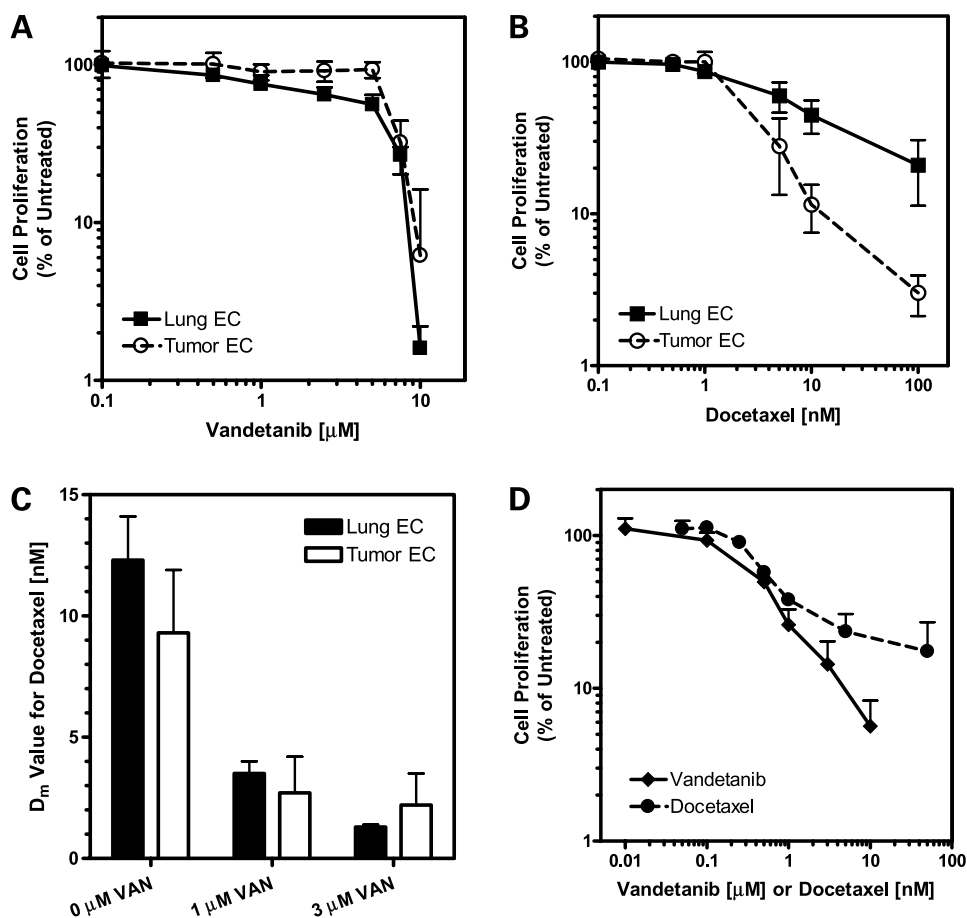 A
100
10
1
0.1
1
10
Cell Proliferation
(% of Untreated)
Lung EC
Tumor EC
Vandetanib [μM]
B
100
10
1
0.1
1
10
100
Cell Proliferation
(% of Untreated)
Lung EC
Tumor EC
Docetaxel [nM]
C
15
10
5
0
Dm Value for Docetaxel [nM]
Lung EC
Tumor EC
0 μM VAN
1 μM VAN
3 μM VAN
D
100
10
1
0.01
0.1
1
10
100
Cell Proliferation
(% of Untreated)
Vandetanib
Docetaxel
Vandetanib [μM] or Docetaxel [nM]